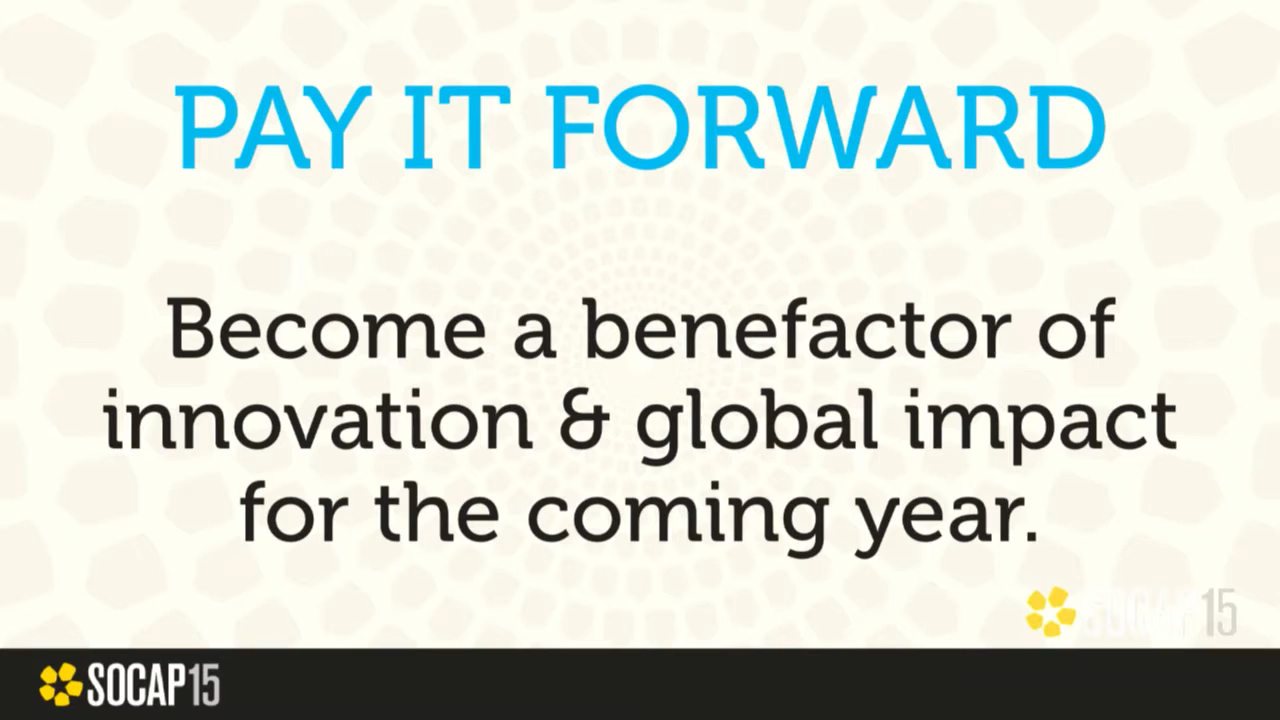 PAY IT FORWARD
Become a benefactor of
innovation & global impact
for the coming year.
SOCAP15
SOCAP15